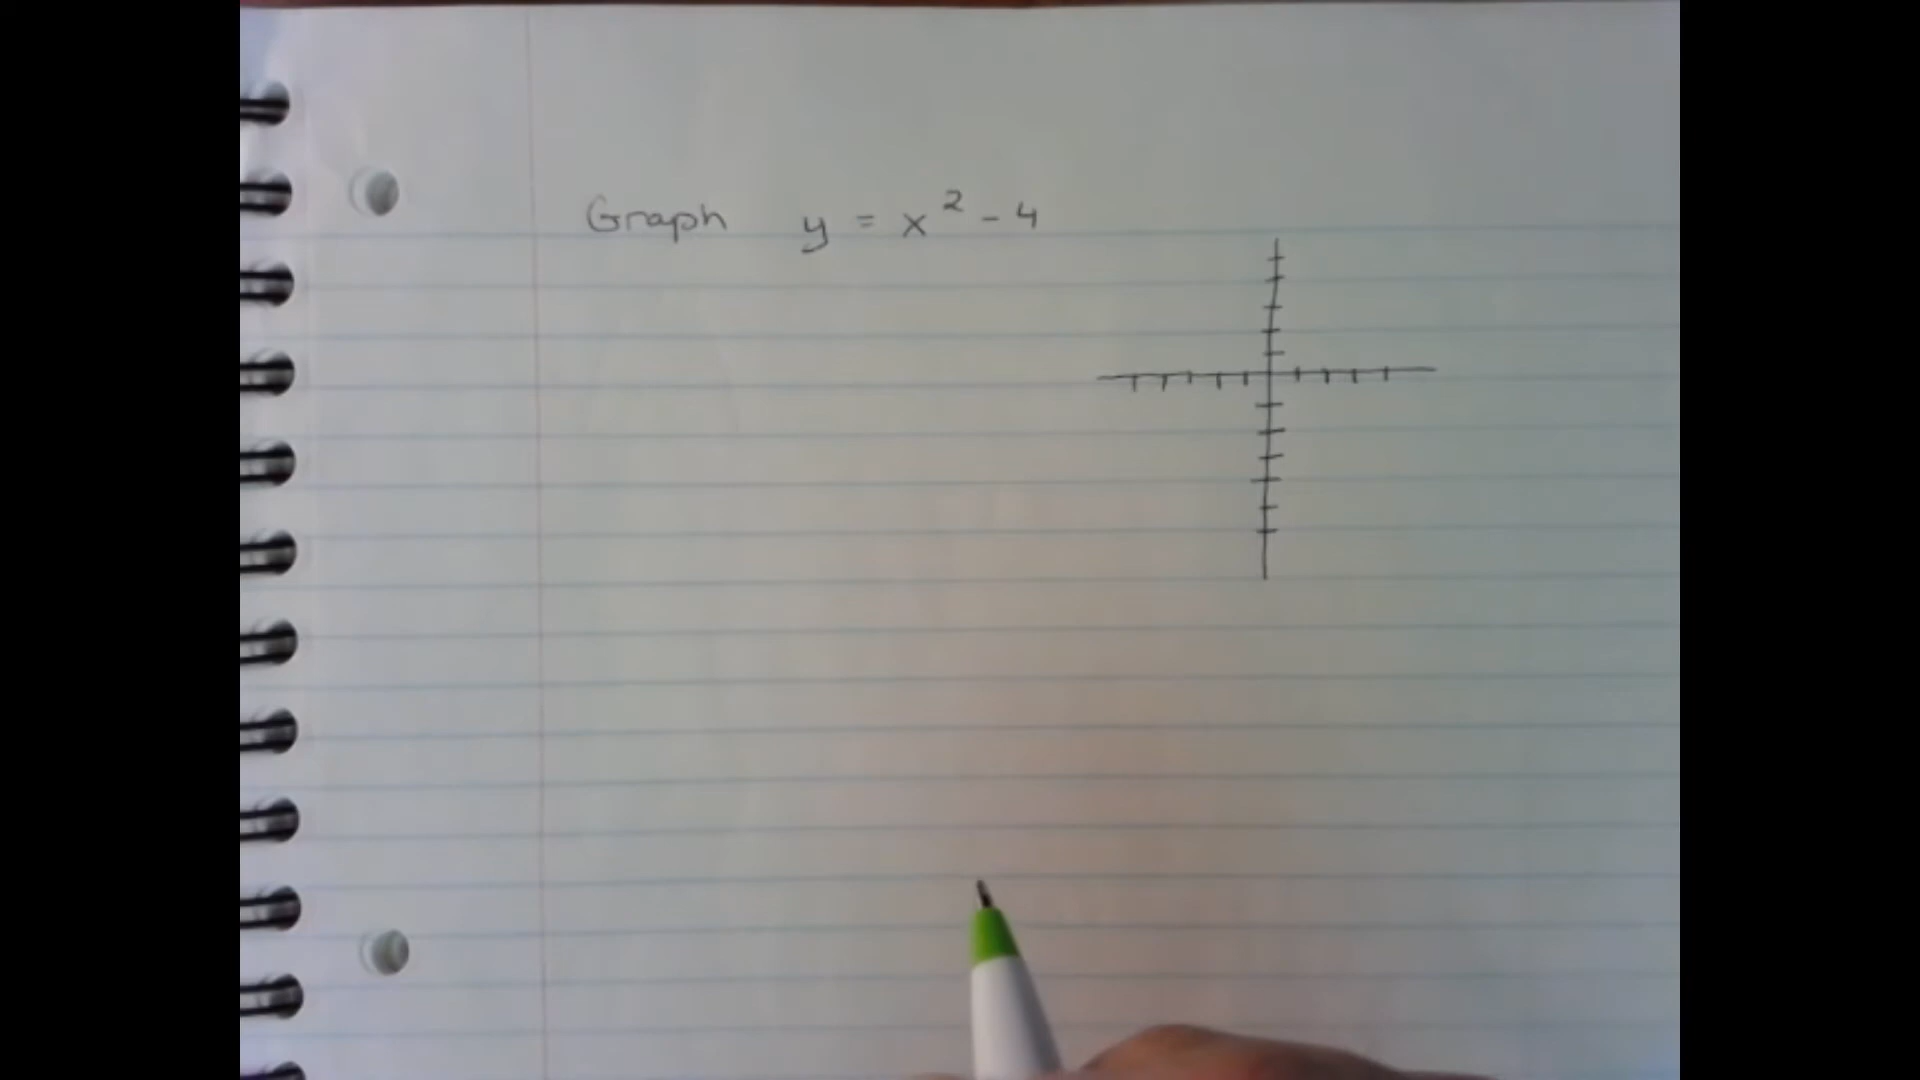 Graph y = x² - 4